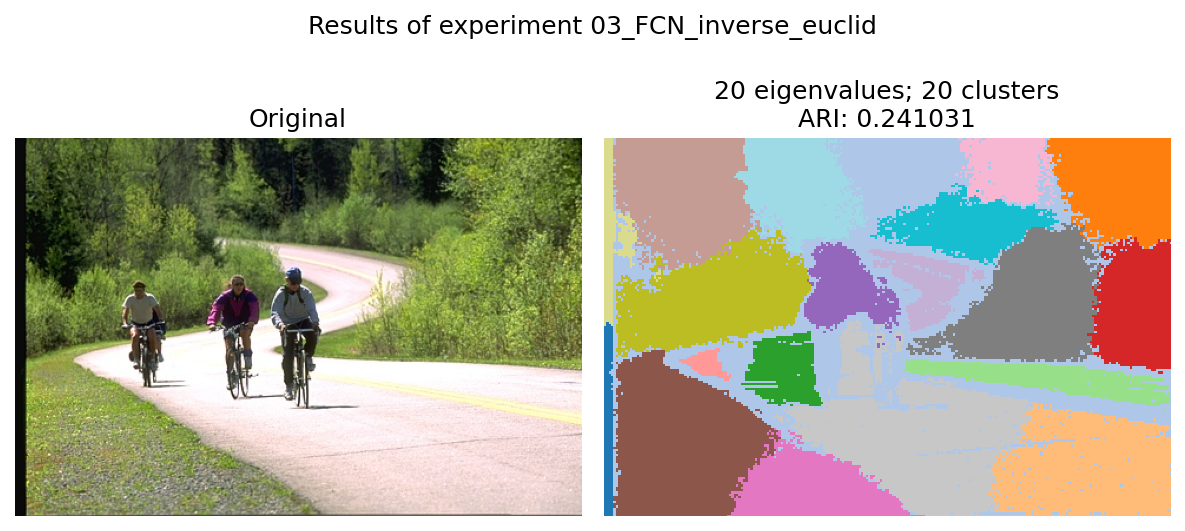 Results of experiment 03_FCN_inverse_euclid
Original
20 eigenvalues; 20 clusters
ARI: 0.241031